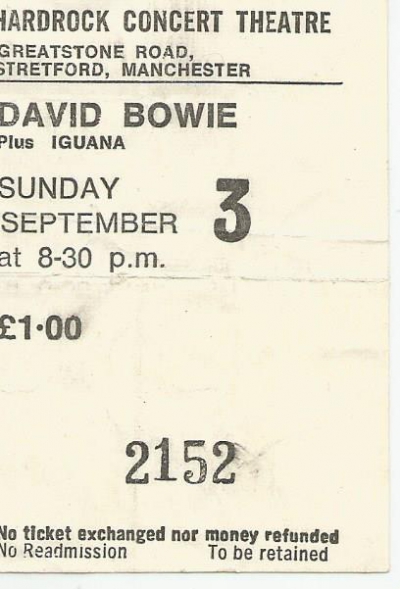 HARDROCK CONCERT THEATRE
GREATSTONE ROAD,
STRETFORD, MANCHESTER
DAVID BOWIE
Plus IGUANA
SUNDAY 3
SEPTEMBER
at 8-30 p.m.
£1·00
2152
No ticket exchanged nor money refunded
No Readmission To be retained